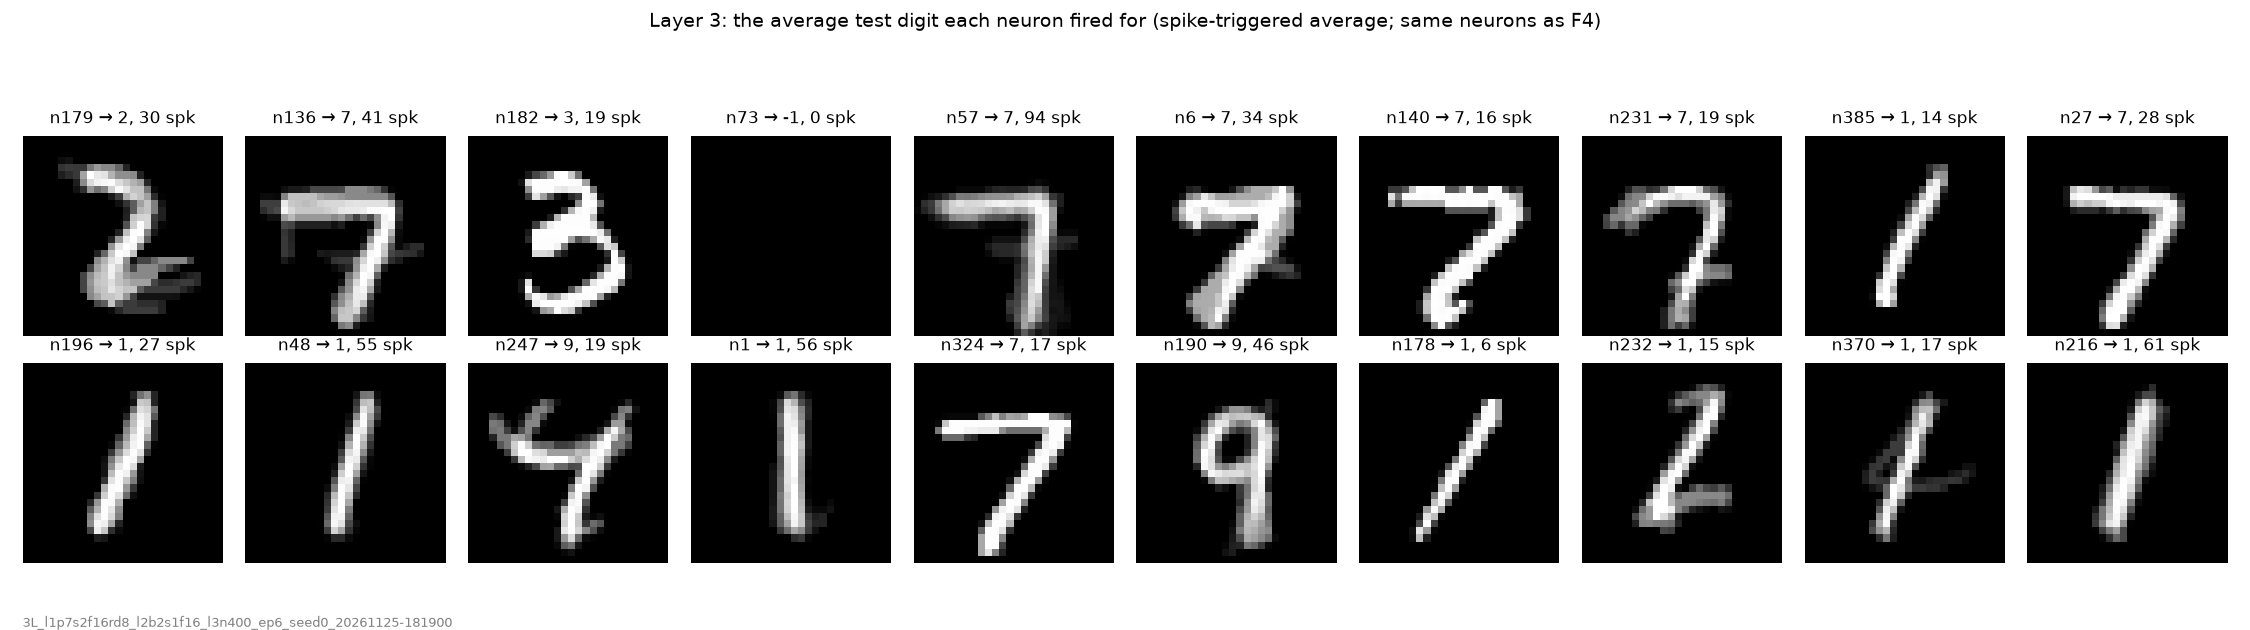 Layer 3: the average test digit each neuron fired for (spike-triggered average; same neurons as F4)
n179 → 2, 30 spk n136 → 7, 41 spk n182 → 3, 19 spk n73 → -1, 0 spk n57 → 7, 94 spk n6 → 7, 34 spk n140 → 7, 16 spk n231 → 7, 19 spk n385 → 1, 14 spk n27 → 7, 28 spk
n196 → 1, 27 spk n48 → 1, 55 spk n247 → 9, 19 spk n1 → 1, 56 spk n324 → 7, 17 spk n190 → 9, 46 spk n178 → 1, 6 spk n232 → 1, 15 spk n370 → 1, 17 spk n216 → 1, 61 spk
3L_l1p7s2f16rd8_l2b2s1f16_l3n400_ep6_seed0_20261125-181900